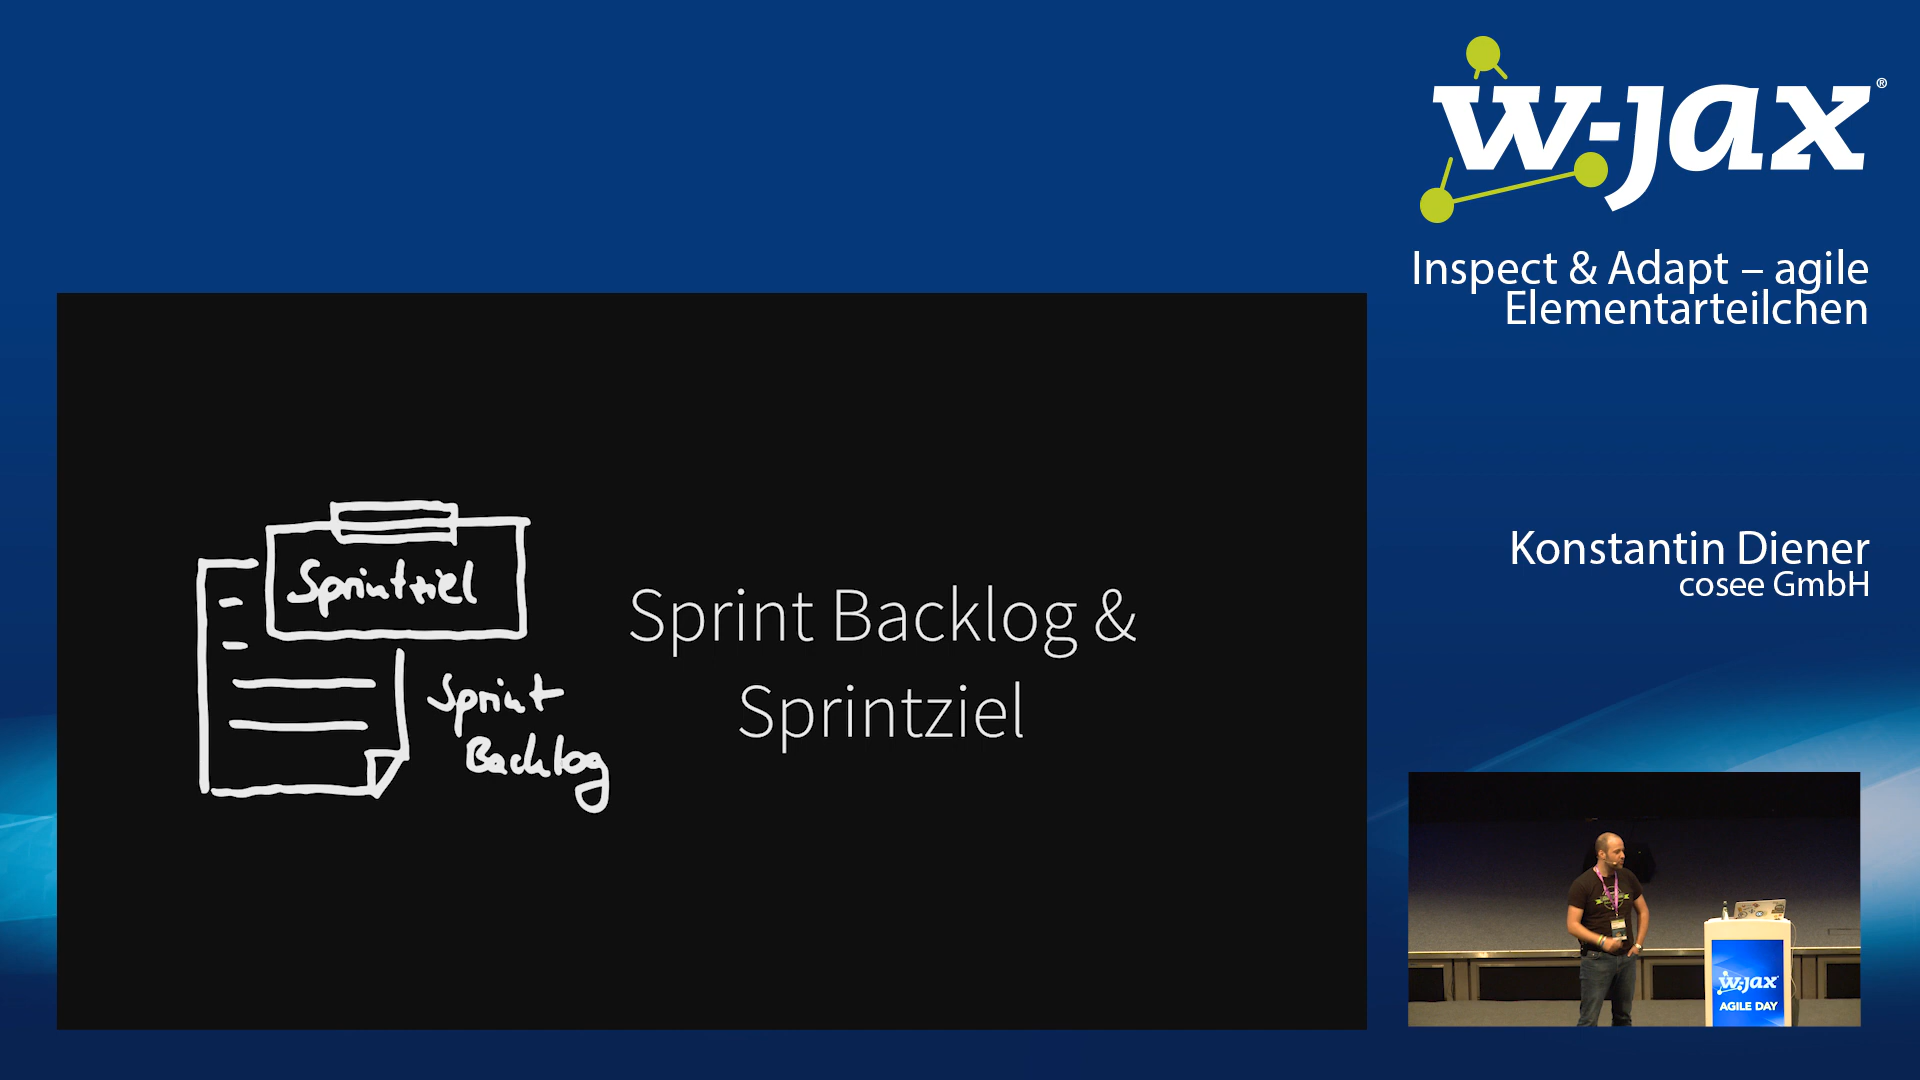 w-jax®
Inspect & Adapt – agile
Elementarteilchen
Sprintziel
Sprint
Backlog
Sprint Backlog &
Sprintziel
Konstantin Diener
cosee GmbH
w-jax
AGILE DAY